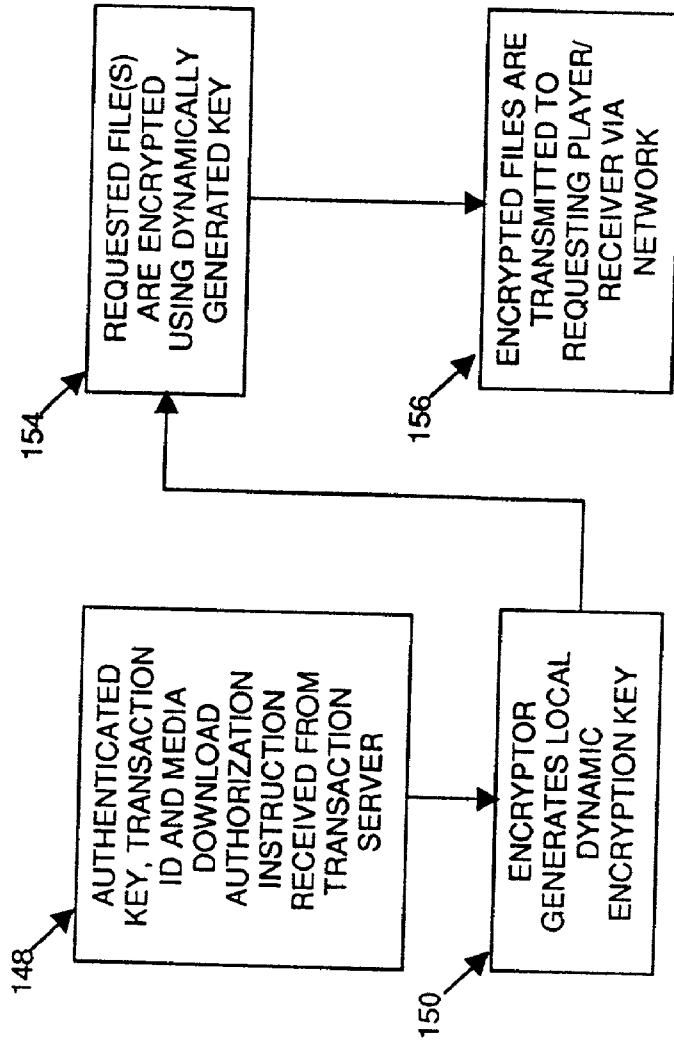 148
AUTHENTICATED
KEY, TRANSACTION
ID AND MEDIA
DOWNLOAD
AUTHORIZATION
INSTRUCTION
RECEIVED FROM
TRANSACTION
SERVER
150
ENCRYPTOR
GENERATES LOCAL
DYNAMIC
ENCRYPTION KEY
154
REQUESTED FILE(S)
ARE ENCRYPTED
USING DYNAMICALLY
GENERATED KEY
156
ENCRYPTED FILES ARE
TRANSMITTED TO
REQUESTING PLAYER/
RECEIVER VIA
NETWORK